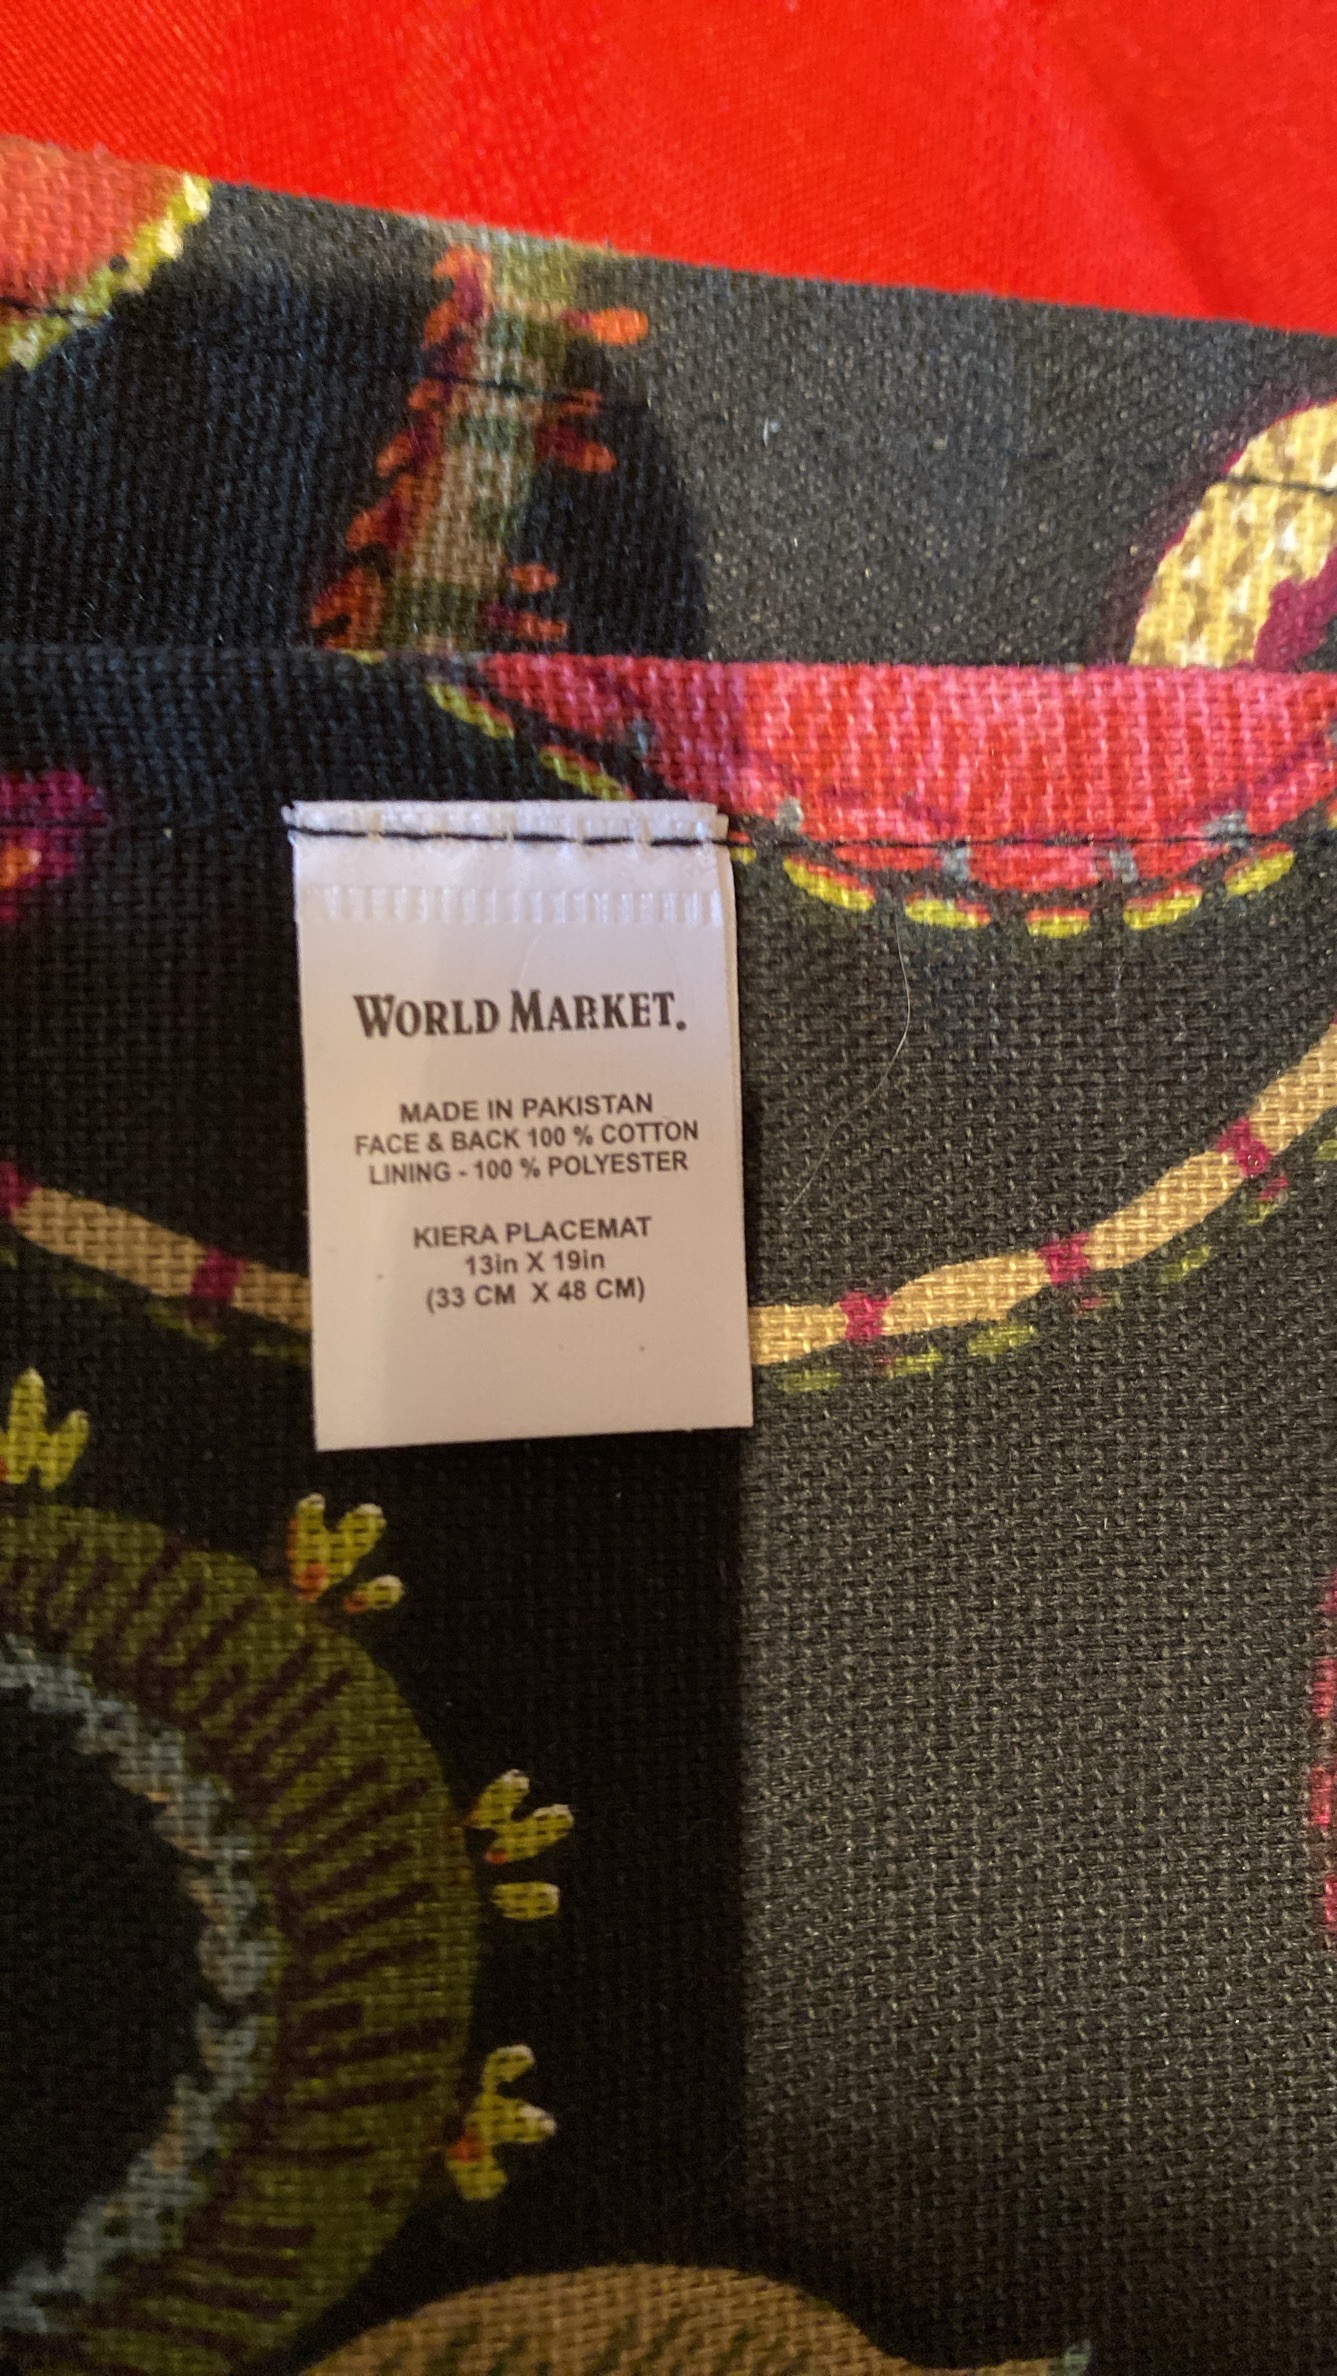 WORLD MARKET.
MADE IN PAKISTAN
FACE & BACK 100 % COTTON
LINING - 100 % POLYESTER
KIERA PLACEMAT
13in X 19in
(33 CM X 48 CM)